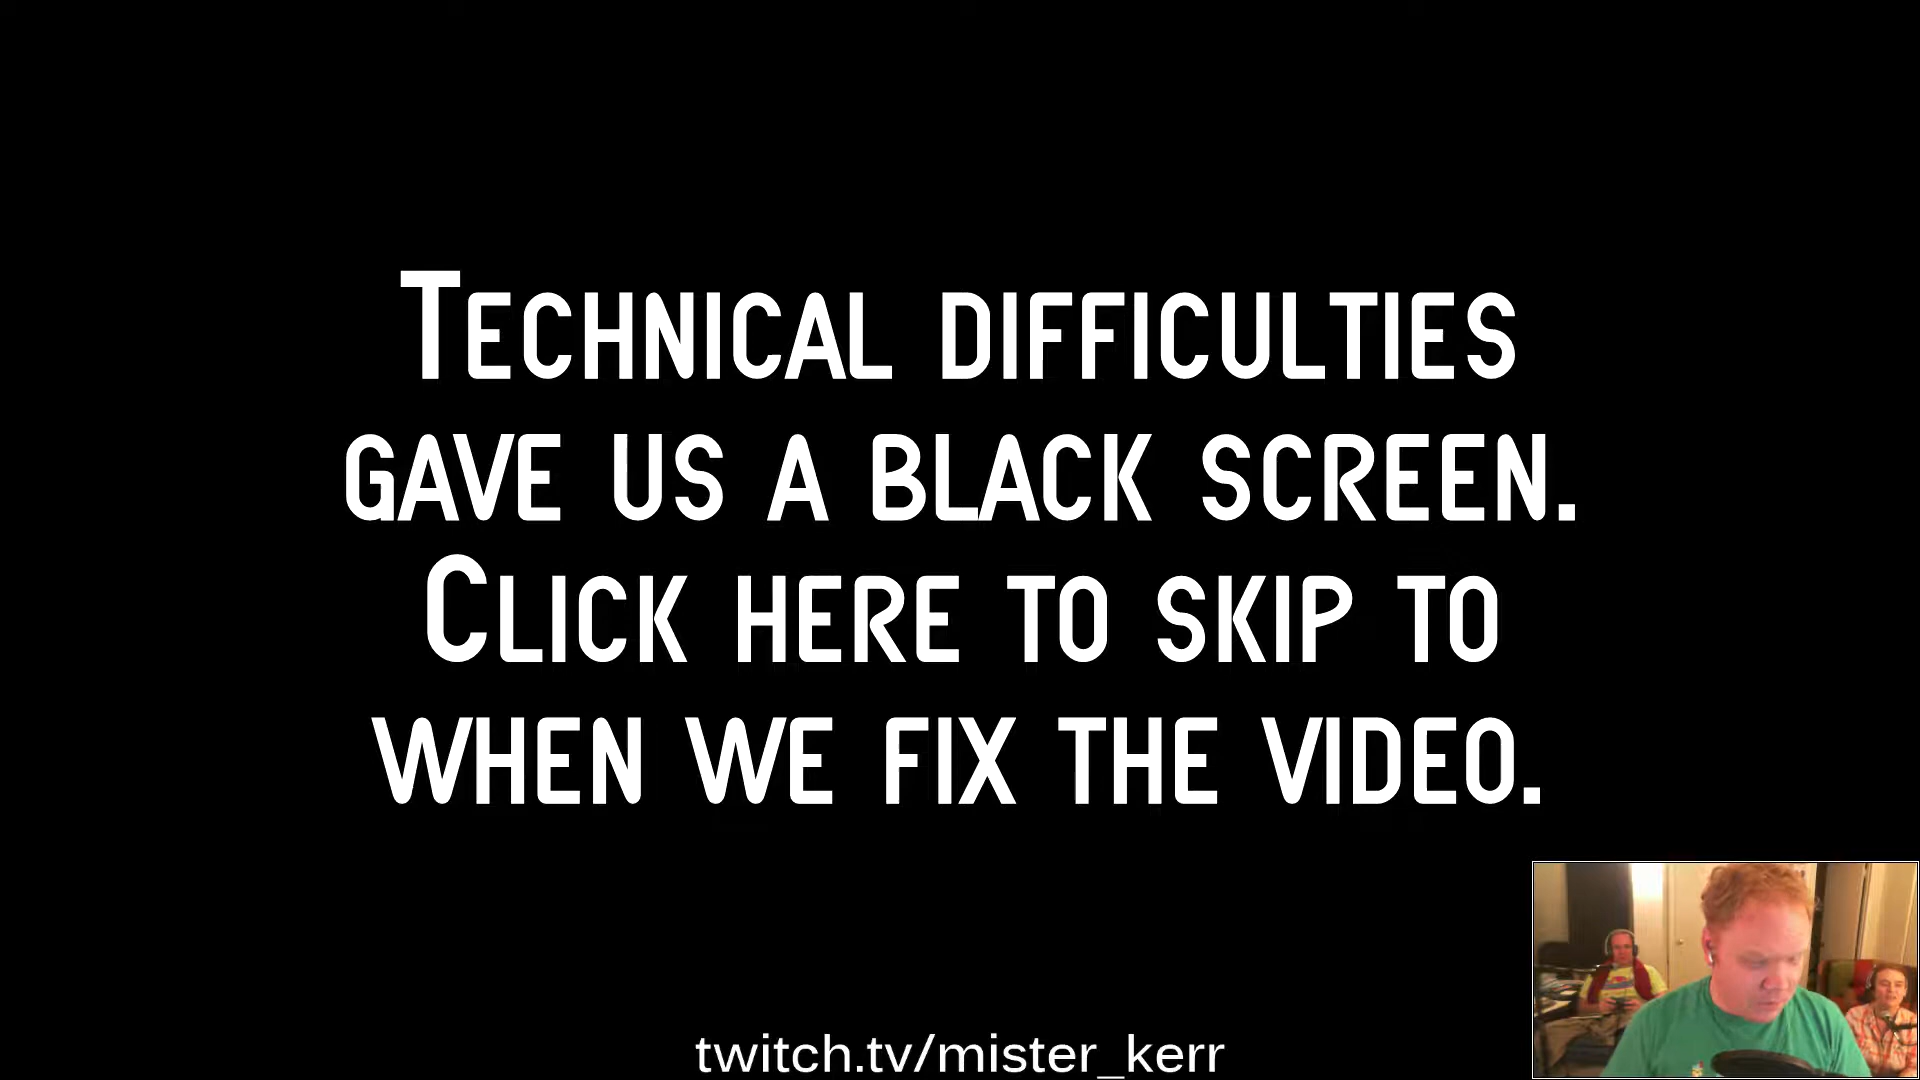 Technical difficulties
gave us a black screen.
Click here to skip to
when we fix the video.
twitch.tv/mister_kerr